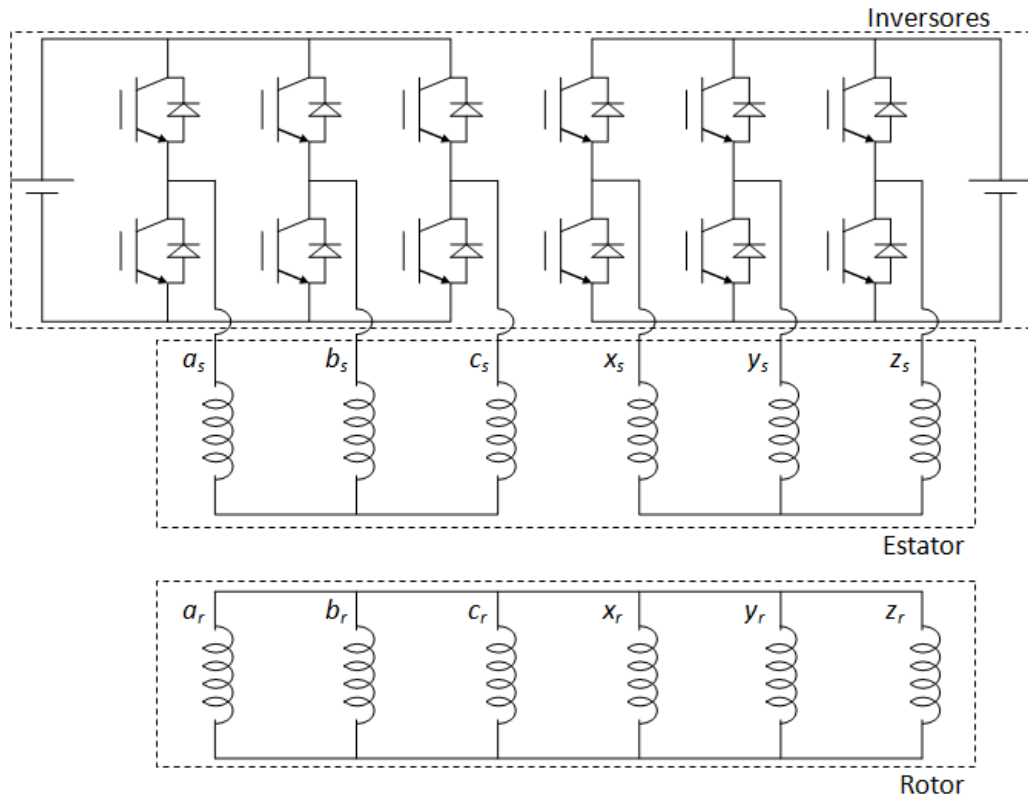 Inversores
as bs cs xs ys zs
Estator
ar br cr xr yr zr
Rotor